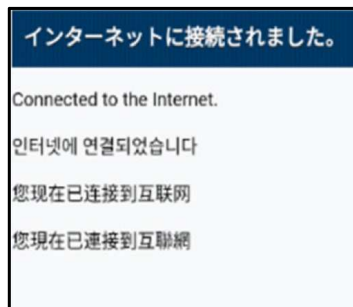 インターネットに接続されました。
Connected to the Internet.
인터넷에 연결되었습니다
您现在已连接到互联网
您現在已連接到互聯網